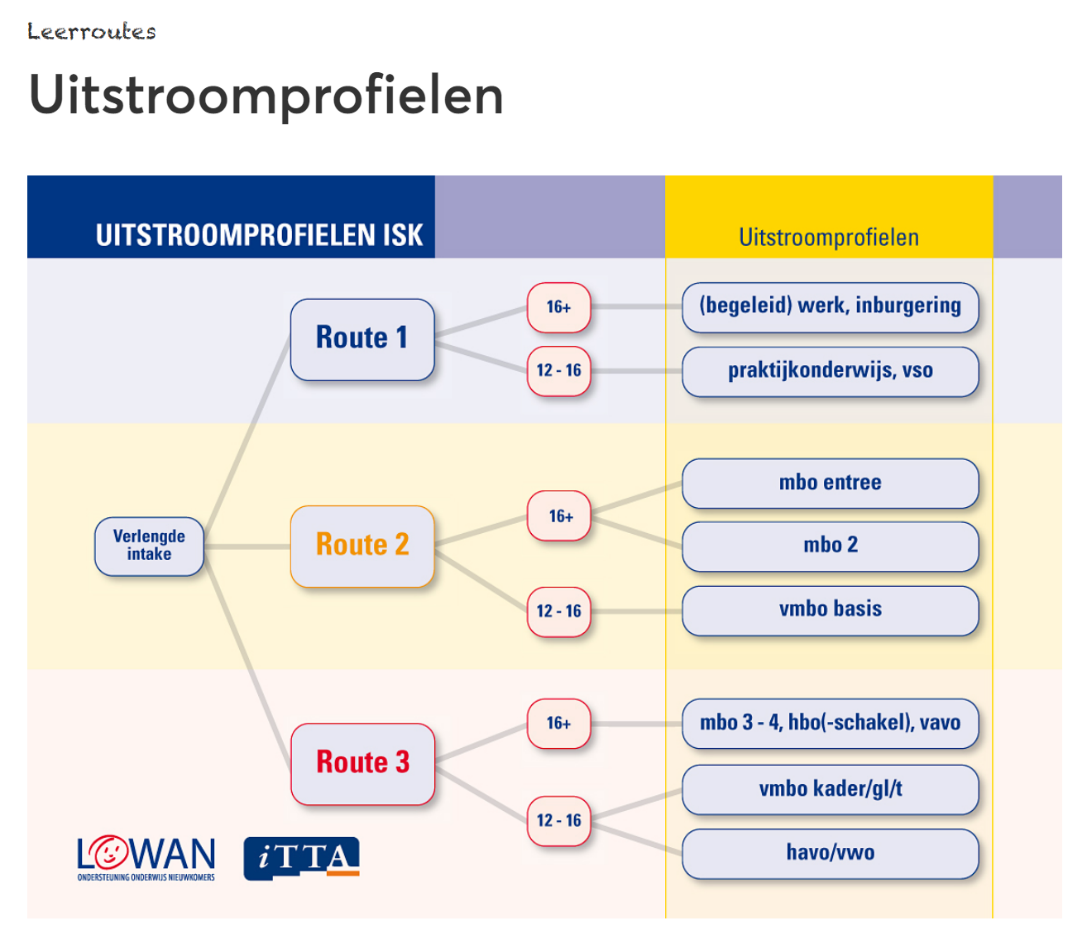 Leerroutes
Uitstroomprofielen
UITSTROOMPROFIELEN ISK
Uitstroomprofielen
Route 1
16+
(begeleid) werk, inburgering
12 - 16
praktijkonderwijs, vso
Verlengde
intake
Route 2
16+
mbo entree
mbo 2
12 - 16
vmbo basis
Route 3
16+
mbo 3 - 4, hbo(-schakel), vavo
12 - 16
vmbo kader/gl/t
havo/vwo
LOWAN
ONDERSTEUNING ONDERWIJS NIEUWKOMERS
iTTA